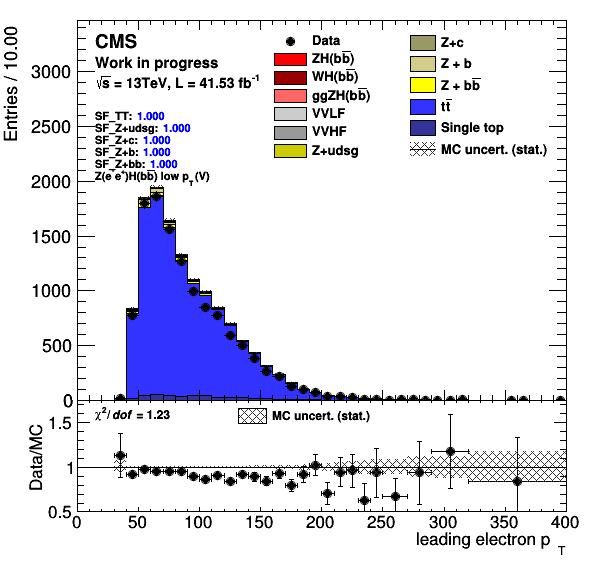 CMS
Work in progress
√s = 13TeV, L = 41.53 fb⁻¹
SF_TT: 1.000
SF_Z+udsg: 1.000
SF_Z+c: 1.000
SF_Z+b: 1.000
SF_Z+bb: 1.000
Z(e⁻e⁺)H(bb̅) low p_T(V)
Data
ZH(bb̅)
WH(bb̅)
ggZH(bb̅)
VVLF
VVHF
Z+udsg
Z+c
Z + b
Z + bb̅
tt̅
Single top
MC uncert. (stat.)
Entries / 10.00
3000
2500
2000
1500
1000
500
0
χ²/dof = 1.23
MC uncert. (stat.)
Data/MC
1.5
1
0.5
0 50 100 150 200 250 300 350 400
leading electron p_T